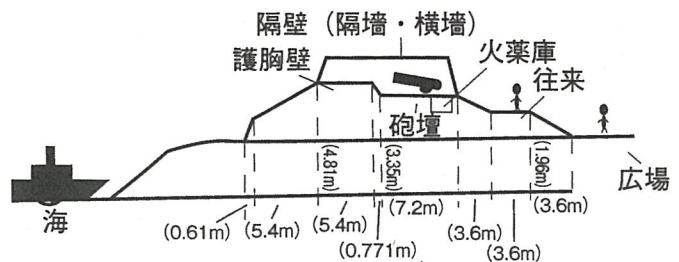 隔壁（隔墻・横墻）
護胸壁
火薬庫
往来
砲壇
(4.81m)
(3.35m)
(1.96m)
広場
海
(0.61m)
(5.4m)
(5.4m)
(0.771m)
(7.2m)
(3.6m)
(3.6m)
(3.6m)